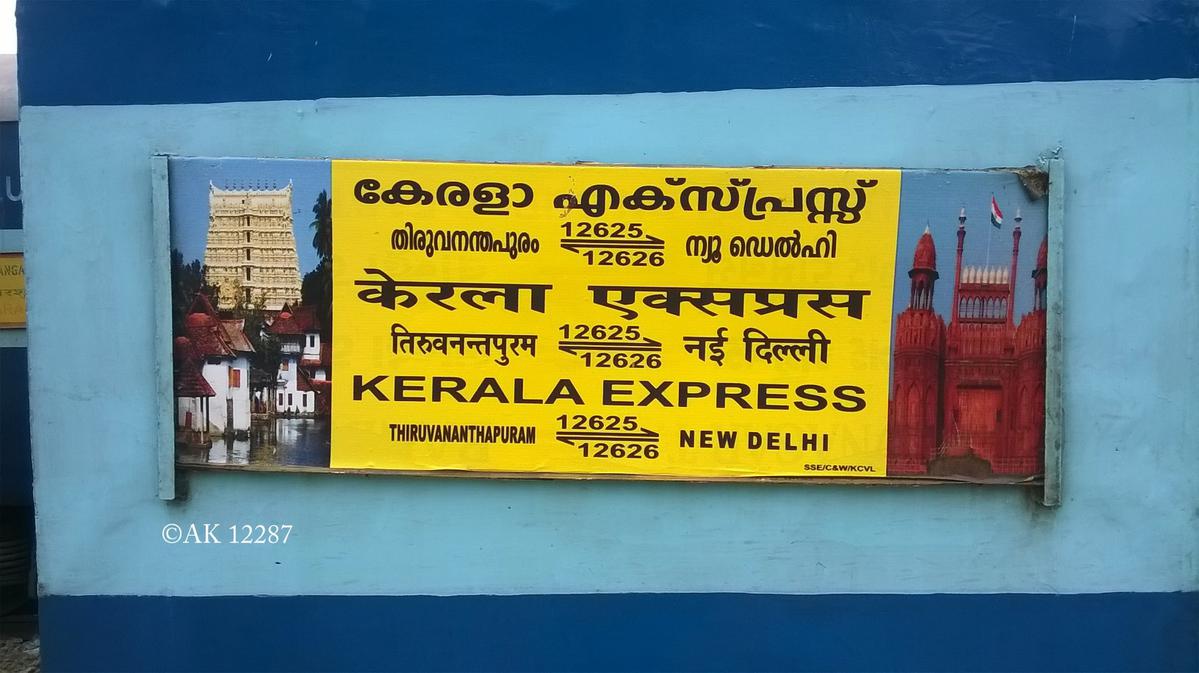 കേരളാ എക്സ്പ്രസ്സ്
തിരുവനന്തപുരം 12625 12626 ന്യൂ ഡെൽഹി
केरला एक्सप्रस
तिरुवनन्तपुरम 12625 12626 नई दिल्ली
KERALA EXPRESS
THIRUVANANTHAPURAM 12625 12626 NEW DELHI
SSE/C&W/KCVL
©AK 12287